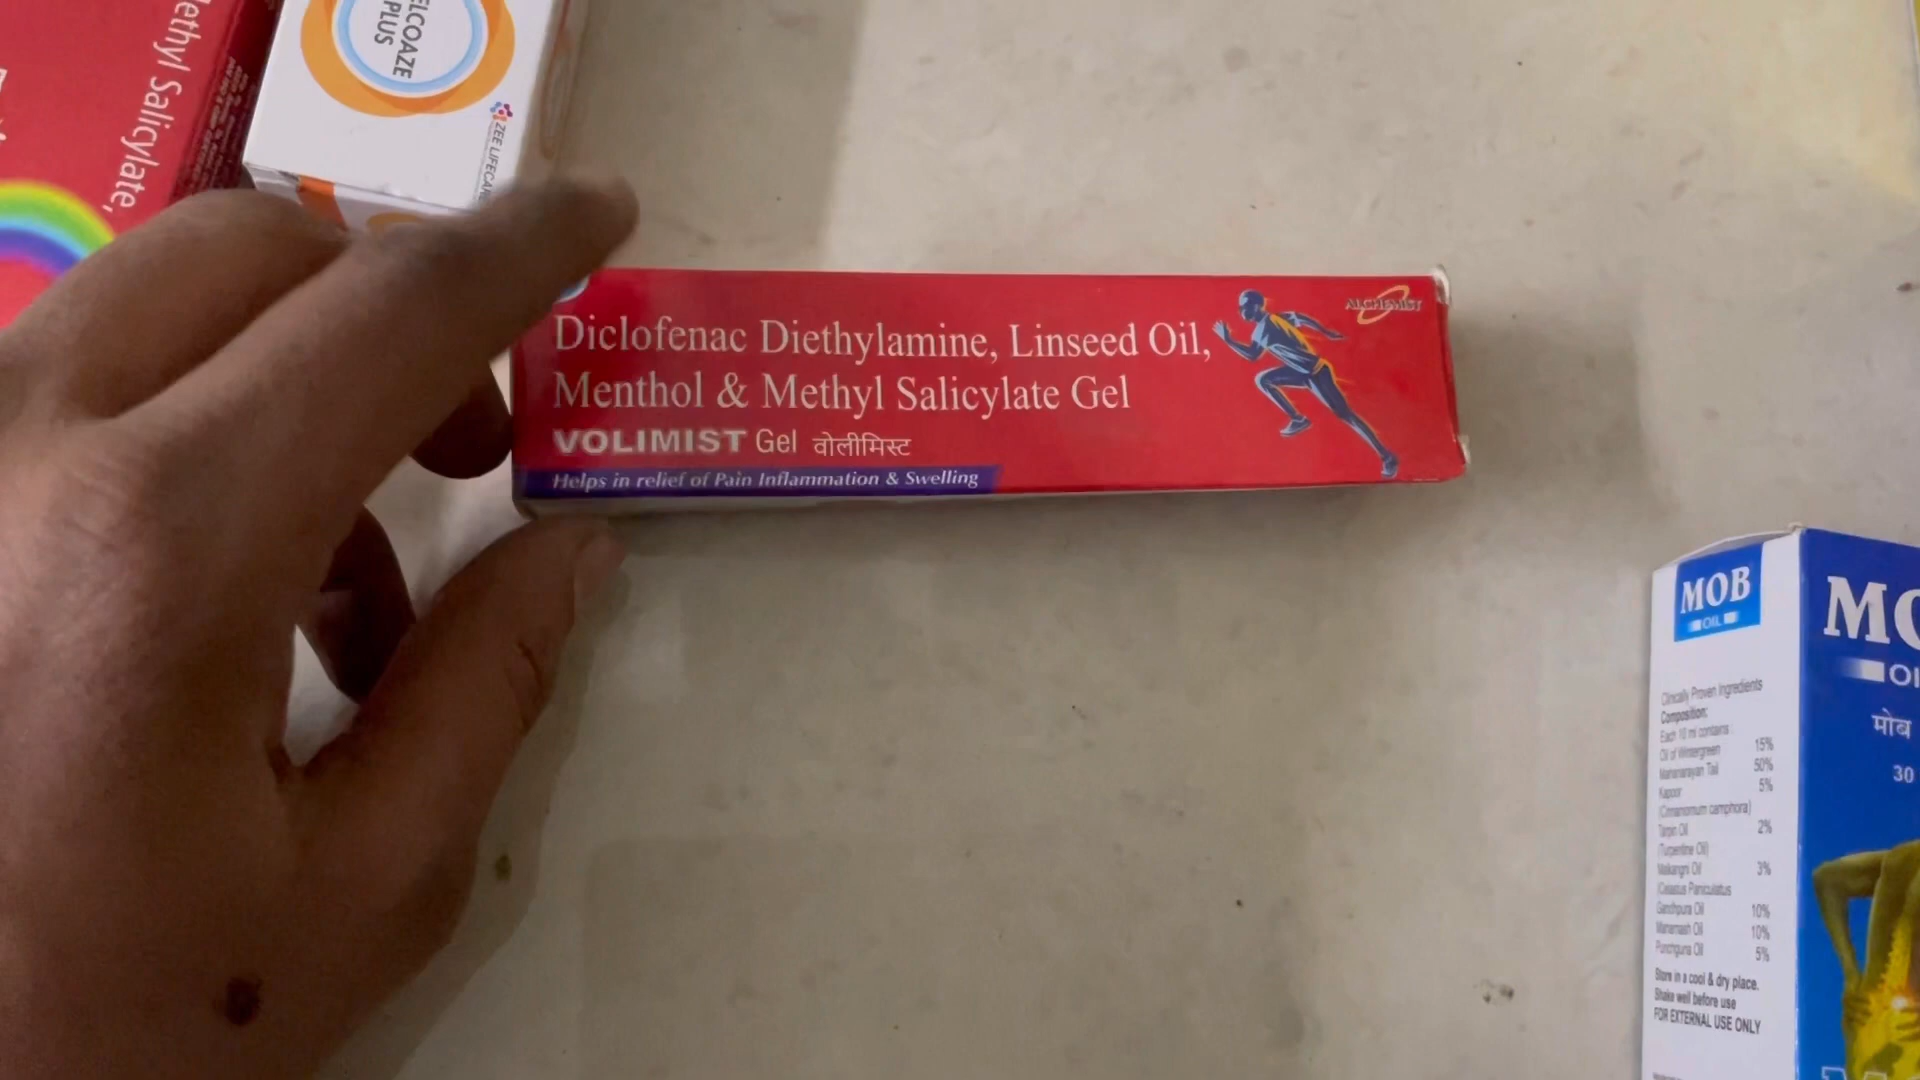 Methyl Salicylate,
ELCOAZE
PLUS
ZEE LIFECAR
Diclofenac Diethylamine, Linseed Oil,
Menthol & Methyl Salicylate Gel
VOLIMIST Gel वोलीमिस्ट
Helps in relief of Pain Inflammation & Swelling
ALCHEMIST
MOB
OIL
Clinically Proven Ingredients
Composition:
Each 10 ml contains :
Oil of Wintergreen 15%
Mahanarayan Tail 50%
Kapoor 5%
(Cinnamomum camphora)
Tarpin Oil 2%
(Turpentine Oil)
Malkangni Oil 3%
(Celastus Paniculatus
Gandhpura Oil 10%
Mahamash Oil 10%
Punchguna Oil 5%
Store in a cool & dry place.
Shake well before use
FOR EXTERNAL USE ONLY
MO
OI
मोब
30